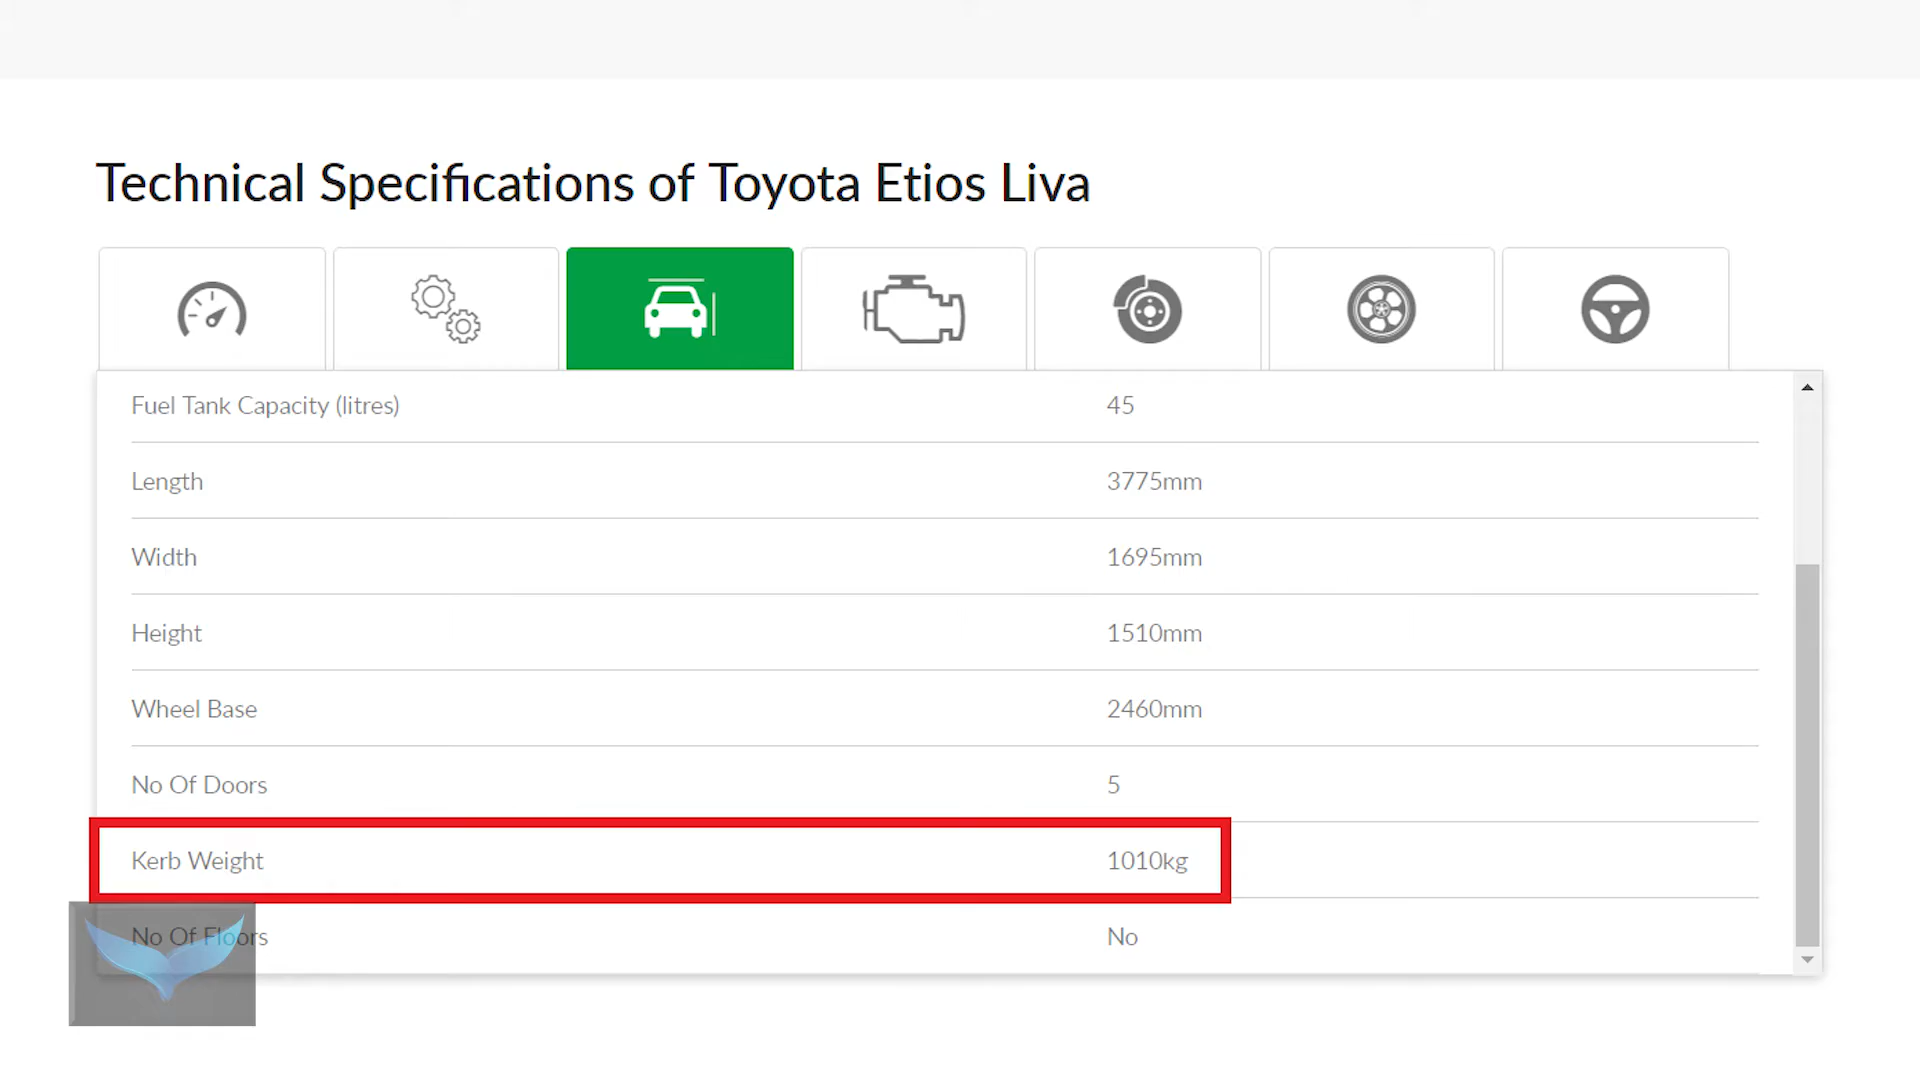 Technical Specifications of Toyota Etios Liva
Fuel Tank Capacity (litres) 45
Length 3775mm
Width 1695mm
Height 1510mm
Wheel Base 2460mm
No Of Doors 5
Kerb Weight 1010kg
No Of Floors No